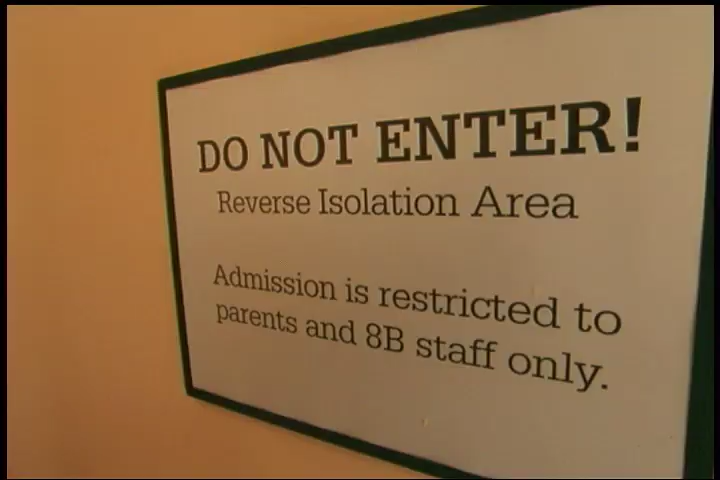 DO NOT ENTER!
Reverse Isolation Area
Admission is restricted to
parents and 8B staff only.